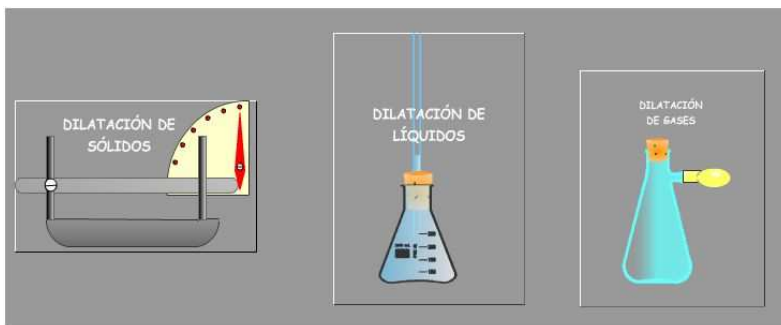 DILATACIÓN DE
SÓLIDOS
DILATACIÓN DE
LÍQUIDOS
DILATACIÓN
DE GASES